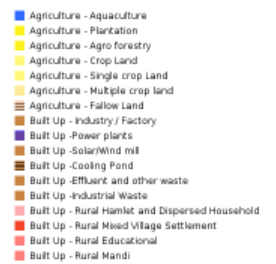 Agriculture - Aquaculture
Agriculture - Plantation
Agriculture - Agro forestry
Agriculture - Crop Land
Agriculture - Single crop Land
Agriculture - Multiple crop land
Agriculture - Fallow Land
Built Up - Industry / Factory
Built Up -Power plants
Built Up -Solar/Wind mill
Built Up -Cooling Pond
Built Up -Effluent and other waste
Built Up -Industrial Waste
Built Up - Rural Hamlet and Dispersed Household
Built Up - Rural Mixed Village Settlement
Built Up - Rural Educational
Built Up - Rural Mandi